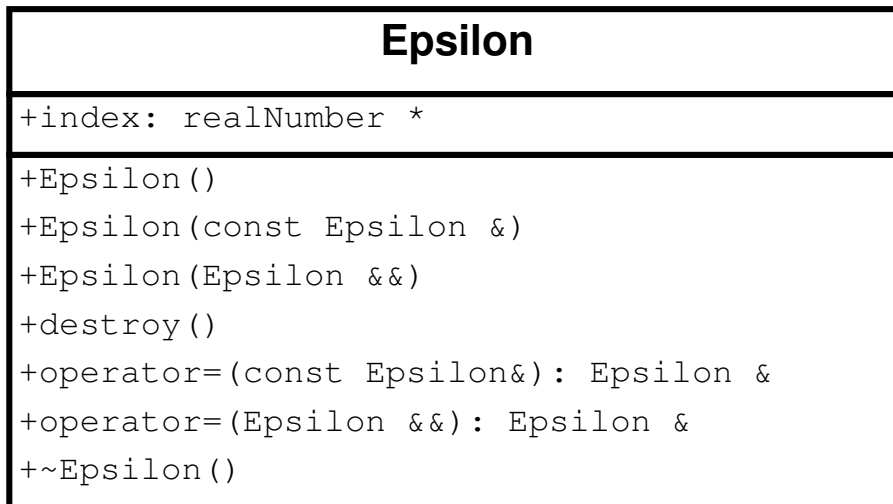 Epsilon
+index: realNumber *
+Epsilon()
+Epsilon(const Epsilon &)
+Epsilon(Epsilon &&)
+destroy()
+operator=(const Epsilon&): Epsilon &
+operator=(Epsilon &&): Epsilon &
+~Epsilon()